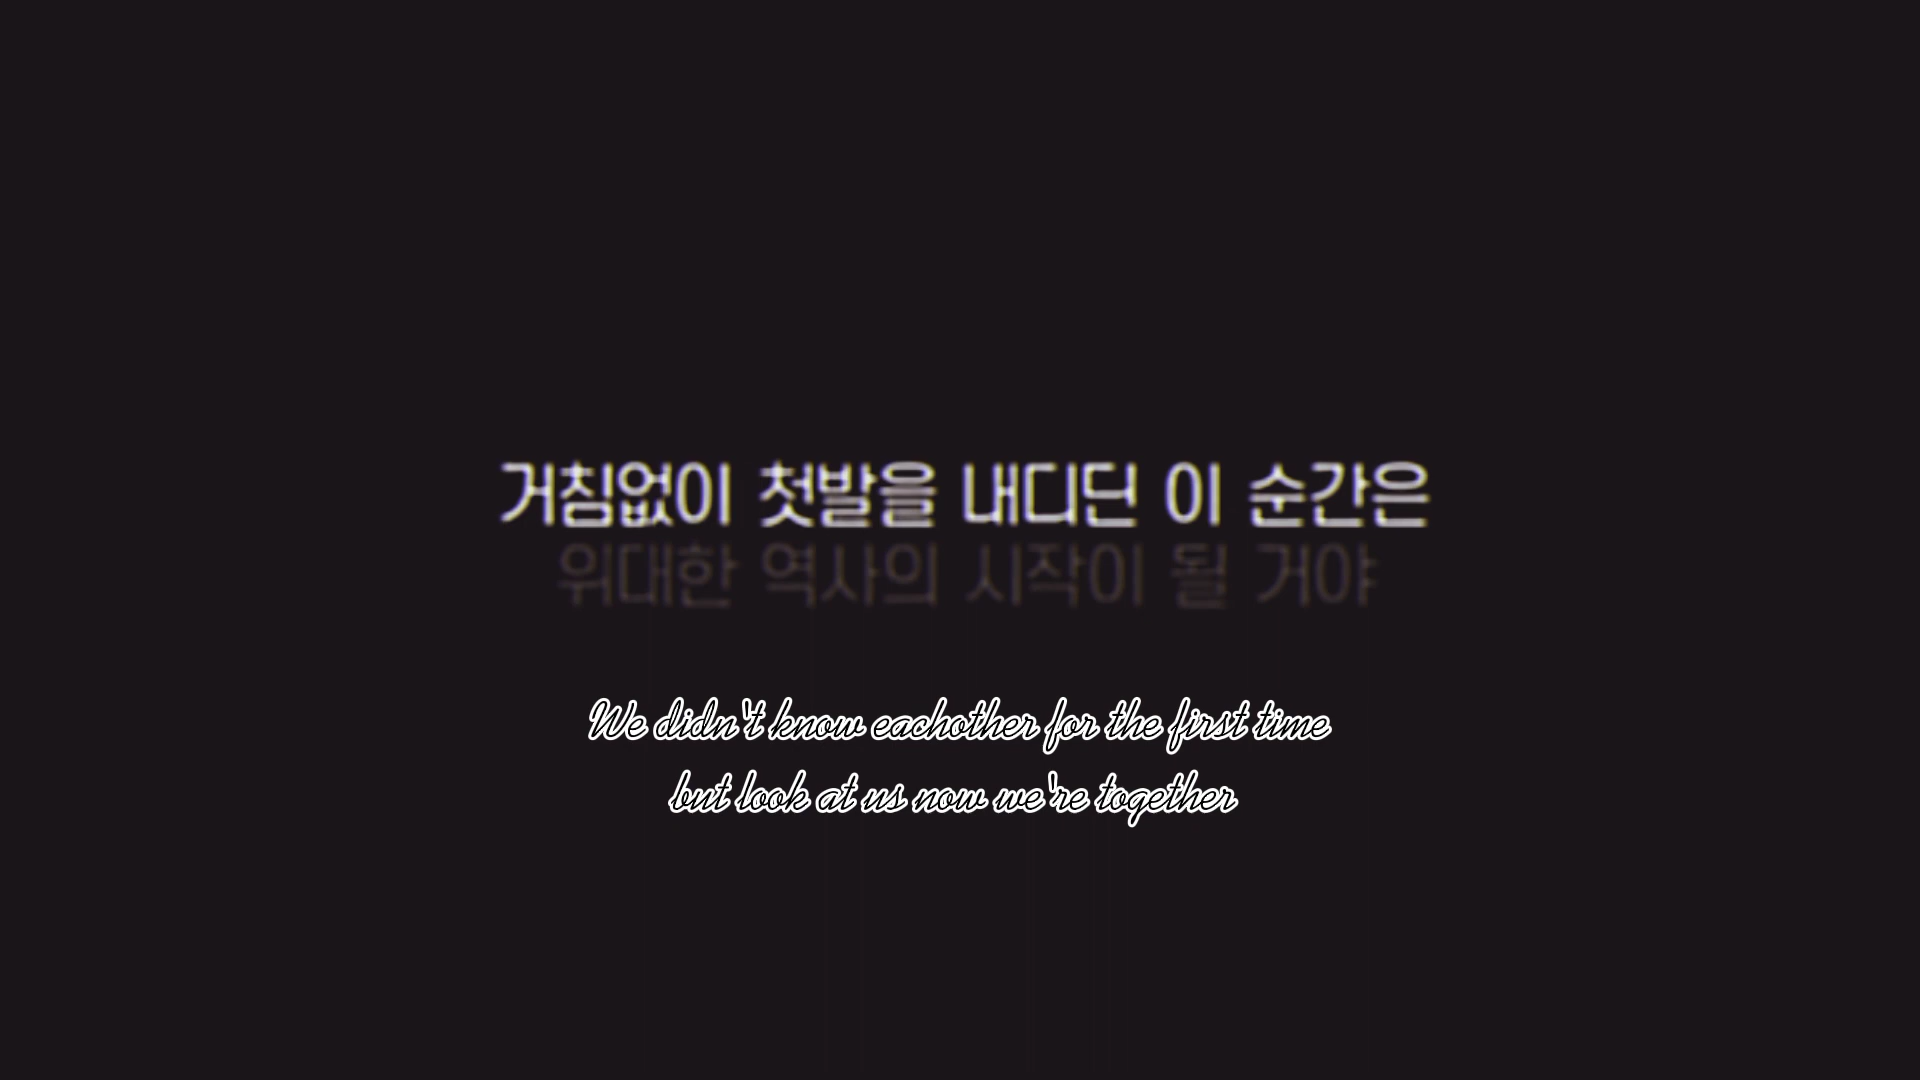 거침없이 첫발을 내디딘 이 순간은
위대한 역사의 시작이 될 거야
We didn't know eachother for the first time
but look at us now we're together